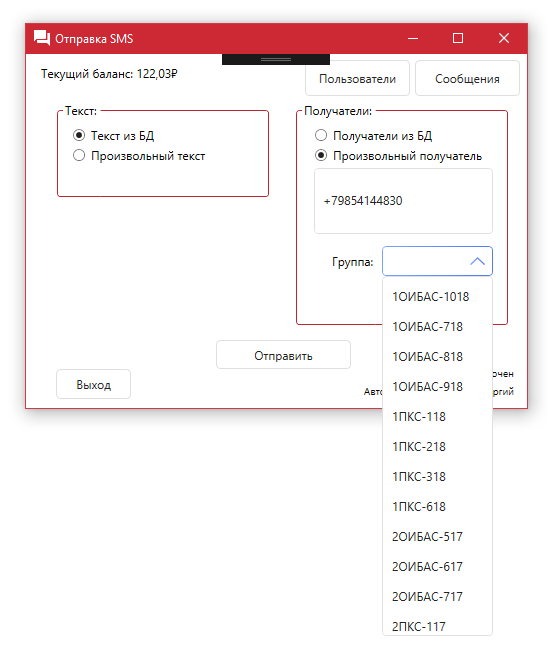 Отправка SMS
Текущий баланс: 122,03₽
Пользователи
Сообщения
Текст:
Текст из БД
Произвольный текст
Получатели:
Получатели из БД
Произвольный получатель
+79854144830
Группа:
1ОИБАС-1018
1ОИБАС-718
1ОИБАС-818
1ОИБАС-918
1ПКС-118
1ПКС-218
1ПКС-318
1ПКС-618
2ОИБАС-517
2ОИБАС-617
2ОИБАС-717
2ПКС-117
Отправить
Выход